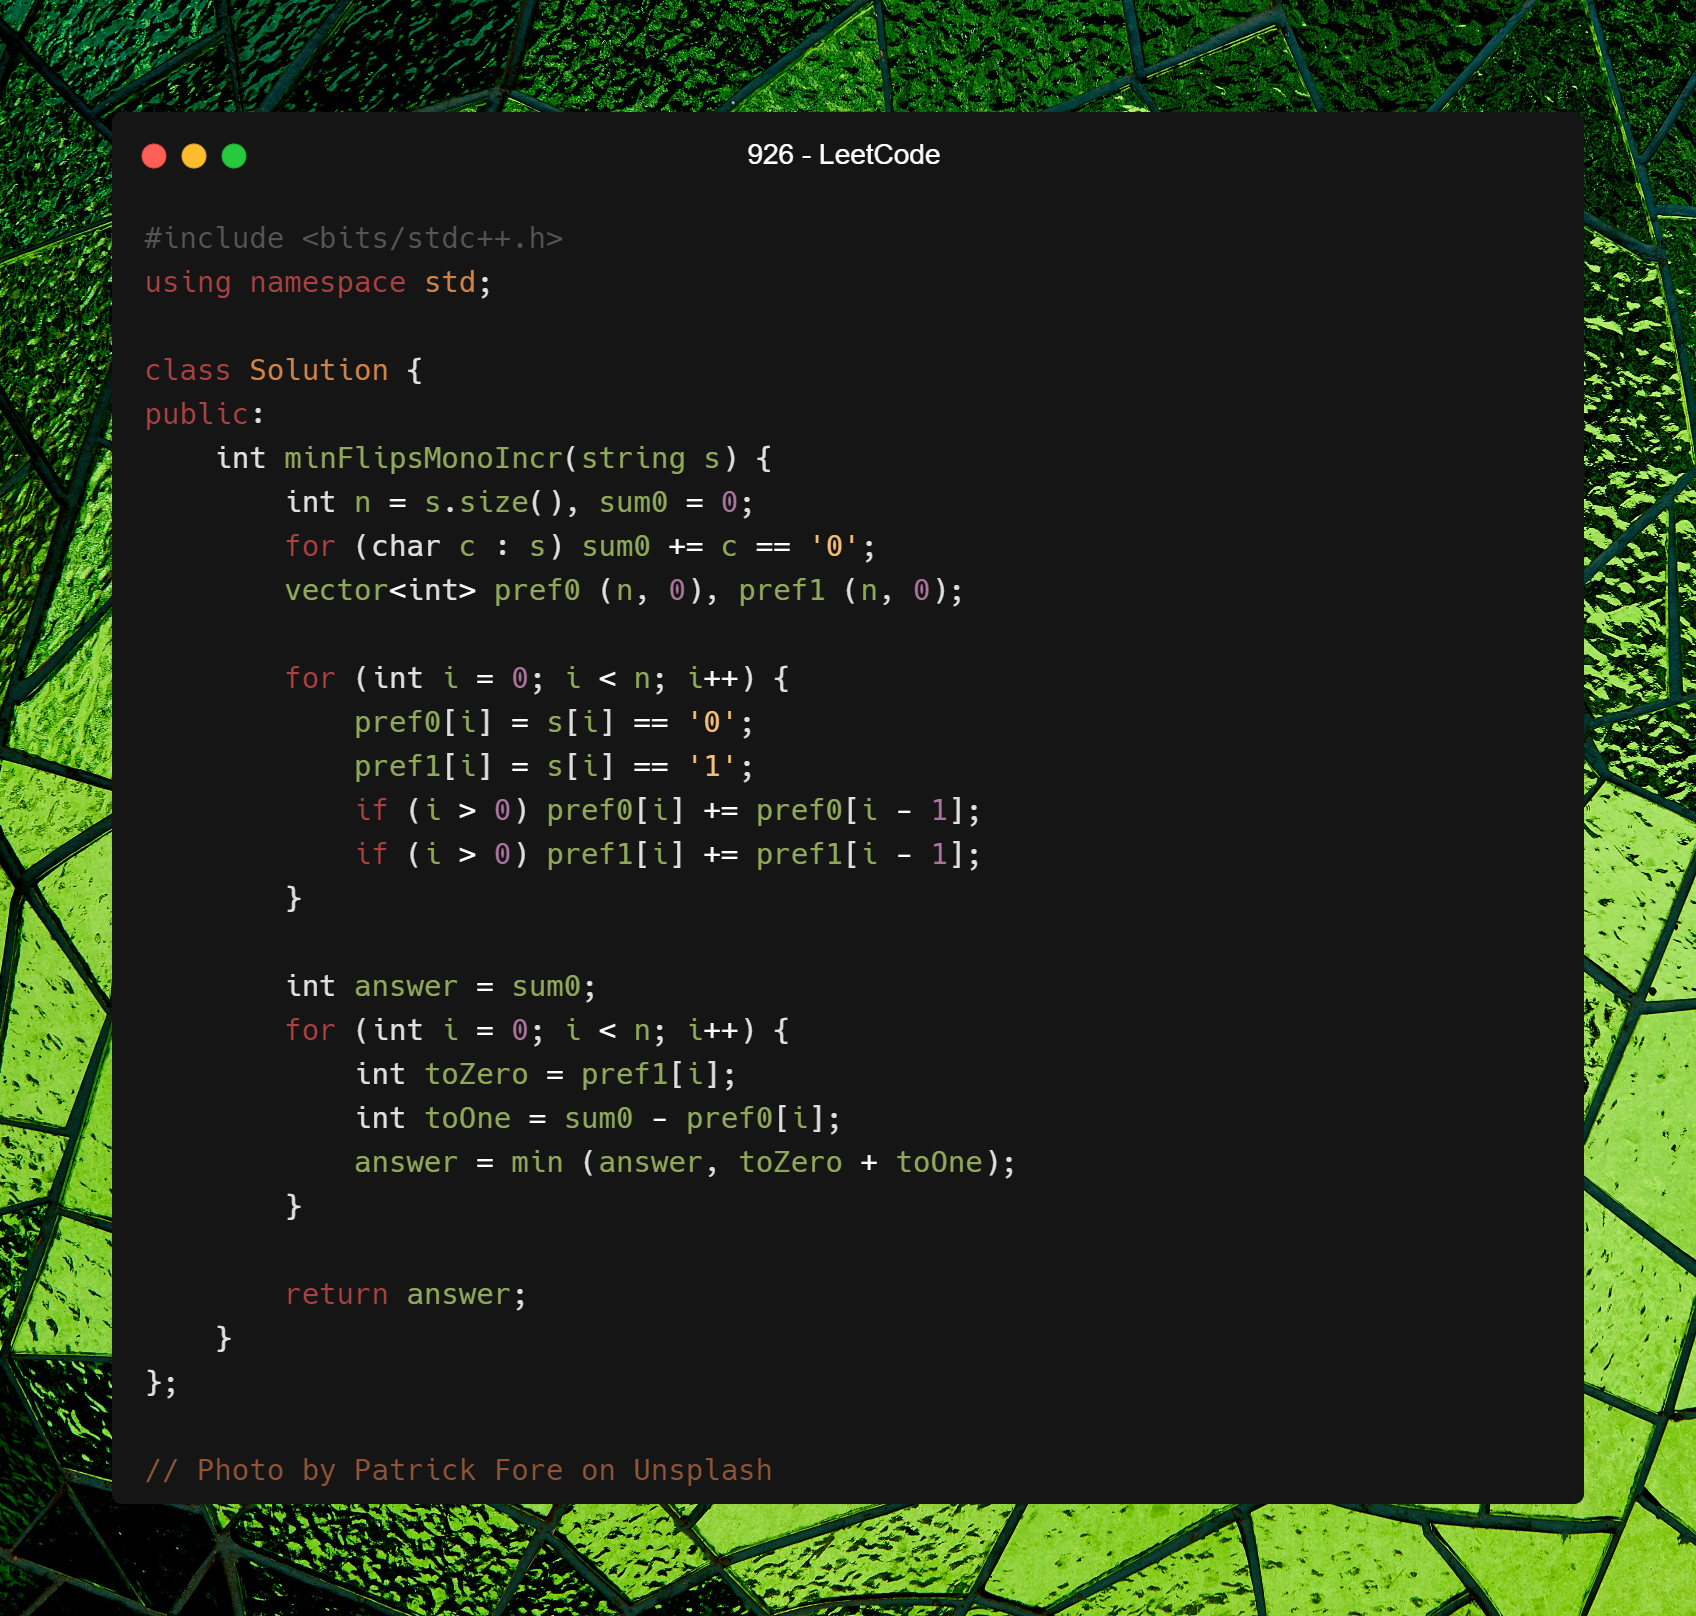 926 - LeetCode
#include <bits/stdc++.h>
using namespace std;
class Solution {
public:
    int minFlipsMonoIncr(string s) {
        int n = s.size(), sum0 = 0;
        for (char c : s) sum0 += c == '0';
        vector<int> pref0 (n, 0), pref1 (n, 0);
        for (int i = 0; i < n; i++) {
            pref0[i] = s[i] == '0';
            pref1[i] = s[i] == '1';
            if (i > 0) pref0[i] += pref0[i - 1];
            if (i > 0) pref1[i] += pref1[i - 1];
        }
        int answer = sum0;
        for (int i = 0; i < n; i++) {
            int toZero = pref1[i];
            int toOne = sum0 - pref0[i];
            answer = min (answer, toZero + toOne);
        }
        return answer;
    }
};
// Photo by Patrick Fore on Unsplash